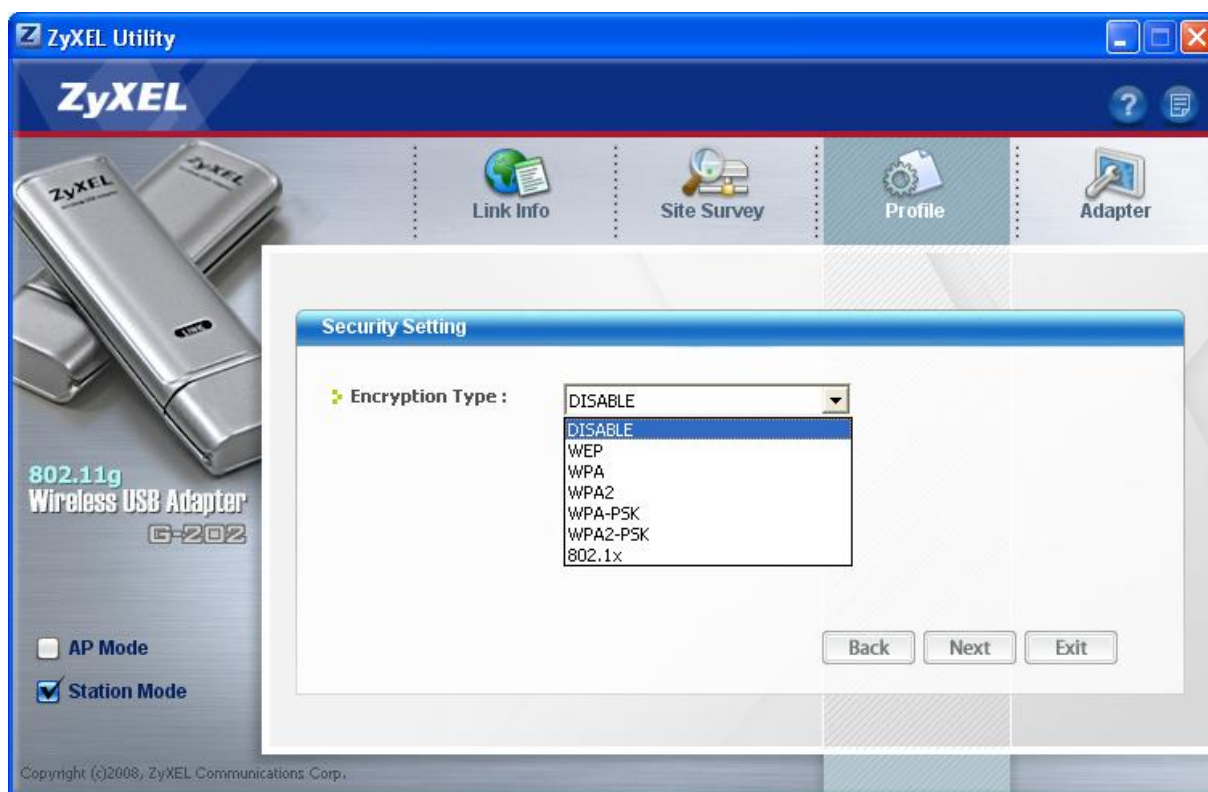 ZyXEL Utility
ZyXEL
?
ZyXEL
ZyXEL
Link Info
Site Survey
Profile
Adapter
LINK
Security Setting
Encryption Type :
DISABLE
DISABLE
WEP
WPA
WPA2
WPA-PSK
WPA2-PSK
802.1x
802.11g
Wireless USB Adapter
G-202
AP Mode
Station Mode
Back
Next
Exit
Copyright (c)2008, ZyXEL Communications Corp.